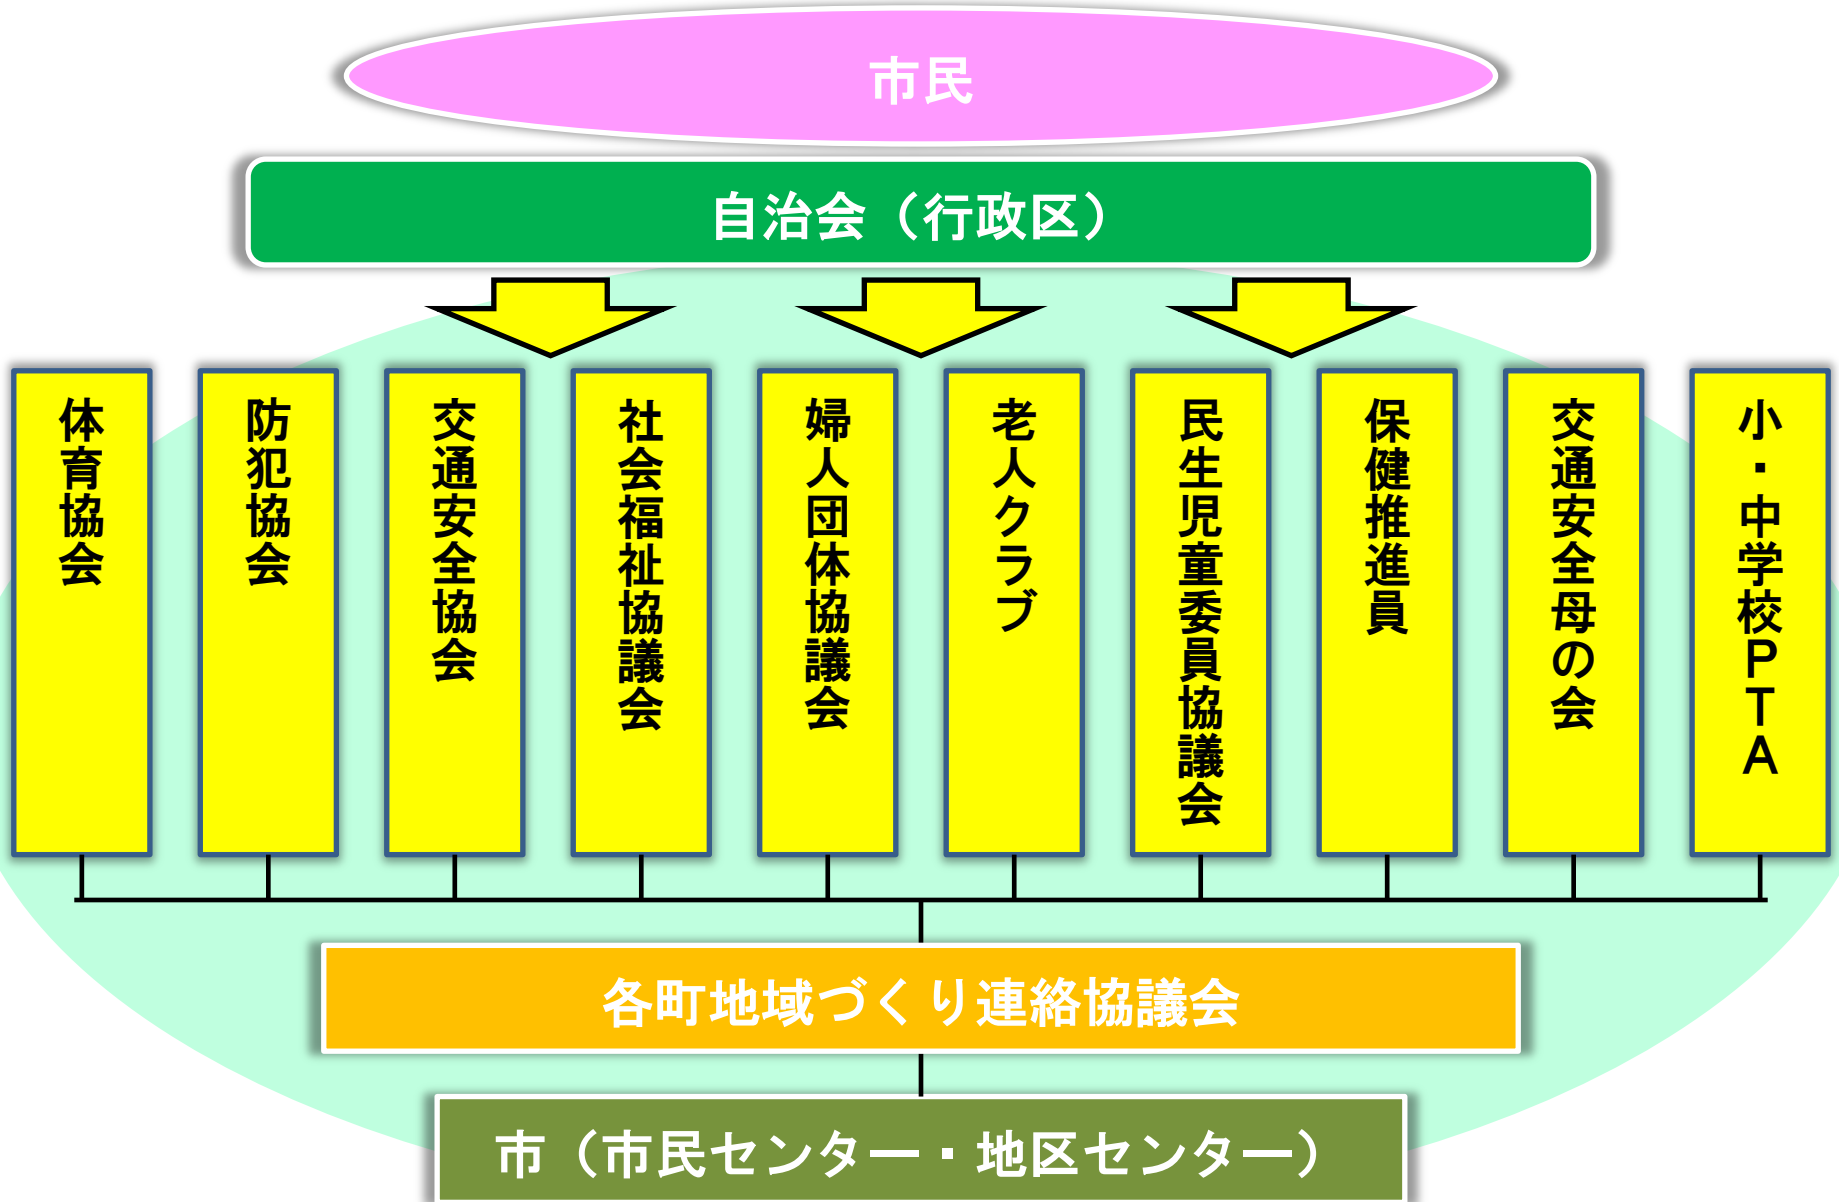 市民
自治会（行政区）
体育協会
防犯協会
交通安全協会
社会福祉協議会
婦人団体協議会
老人クラブ
民生児童委員協議会
保健推進員
交通安全母の会
小・中学校ＰＴＡ
各町地域づくり連絡協議会
市（市民センター・地区センター）